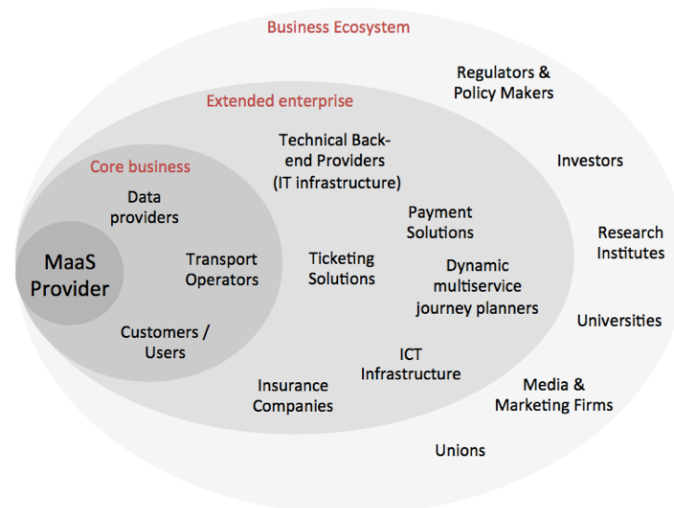 Business Ecosystem
Regulators &
Policy Makers
Extended enterprise
Technical Back-
end Providers
(IT infrastructure)
Investors
Core business
Data
providers
Payment
Solutions
Research
Institutes
MaaS
Provider
Transport
Operators
Ticketing
Solutions
Dynamic
multiservice
journey planners
Universities
Customers /
Users
ICT
Infrastructure
Insurance
Companies
Media &
Marketing Firms
Unions